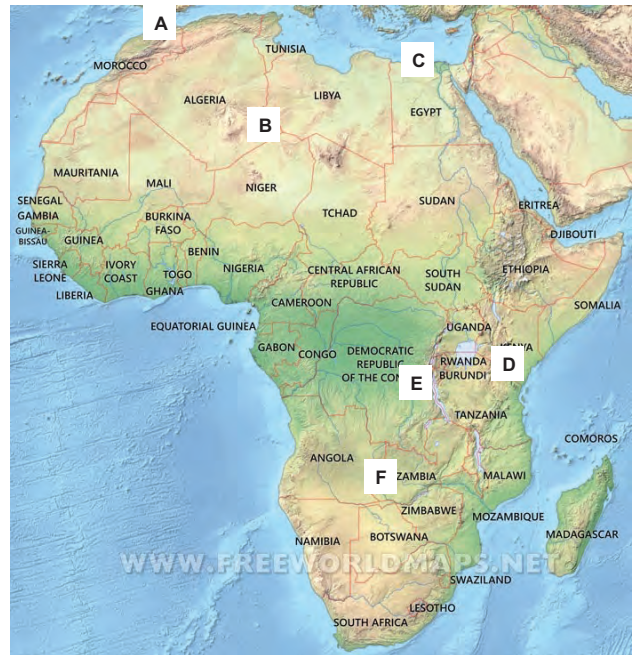 A
C
TUNISIA
MOROCCO
LIBYA
ALGERIA
EGYPT
B
MAURITANIA
MALI
NIGER
SENEGAL
SUDAN
ERITREA
GAMBIA
TCHAD
BURKINA
FASO
GUINEA-
BISSAU
GUINEA
DJIBOUTI
BENIN
SIERRA
LEONE
IVORY
COAST
TOGO
NIGERIA
CENTRAL AFRICAN
REPUBLIC
SOUTH
SUDAN
ETHIOPIA
LIBERIA
GHANA
CAMEROON
SOMALIA
EQUATORIAL GUINEA
UGANDA
GABON
CONGO
DEMOCRATIC
REPUBLIC
OF THE CON
RWANDA
BURUNDI
D
E
TANZANIA
COMOROS
ANGOLA
F
ZAMBIA
MALAWI
ZIMBABWE
MOZAMBIQUE
NAMIBIA
BOTSWANA
MADAGASCAR
WWW.FREEWORLDMAPS.NET
SWAZILAND
LESOTHO
SOUTH AFRICA